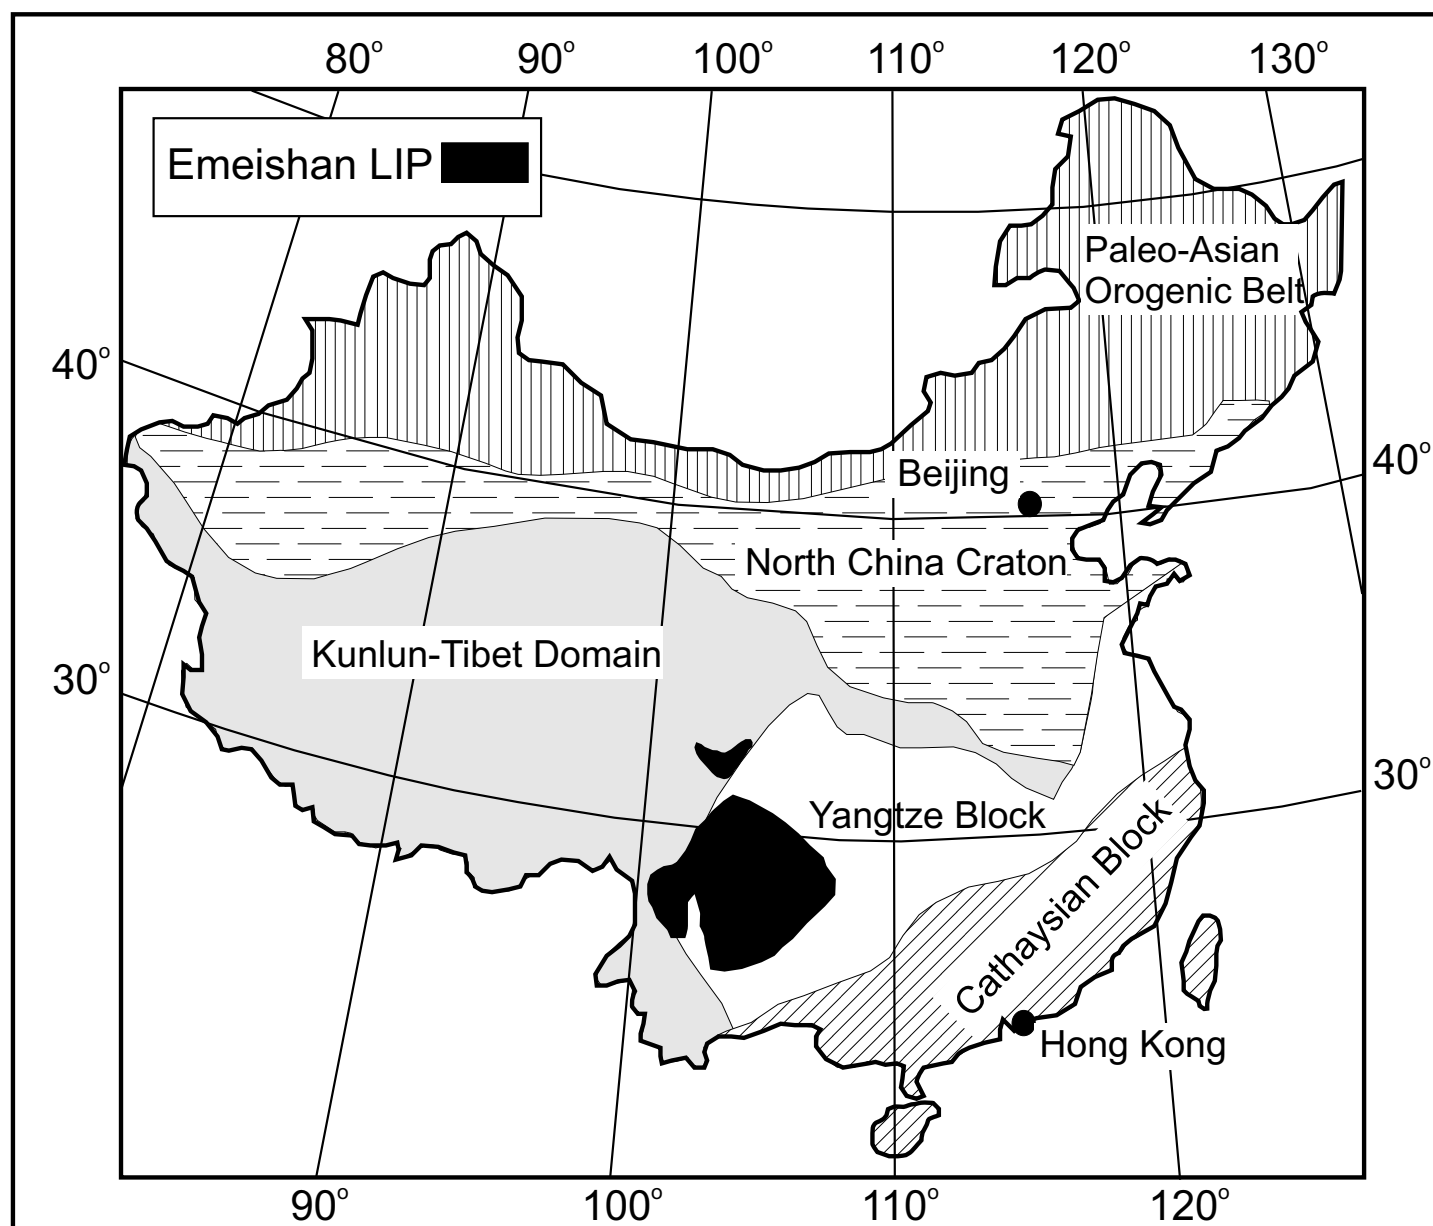 80° 90° 100° 110° 120° 130°
Emeishan LIP
Paleo-Asian
Orogenic Belt
40°
40°
Beijing
North China Craton
Kunlun-Tibet Domain
30°
30°
Yangtze Block
Cathaysian Block
Hong Kong
90° 100° 110° 120°